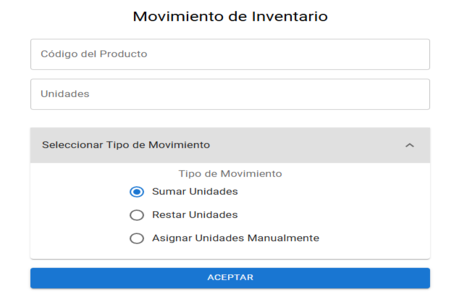 Movimiento de Inventario
Código del Producto
Unidades
Seleccionar Tipo de Movimiento
Tipo de Movimiento
Sumar Unidades
Restar Unidades
Asignar Unidades Manualmente
ACEPTAR